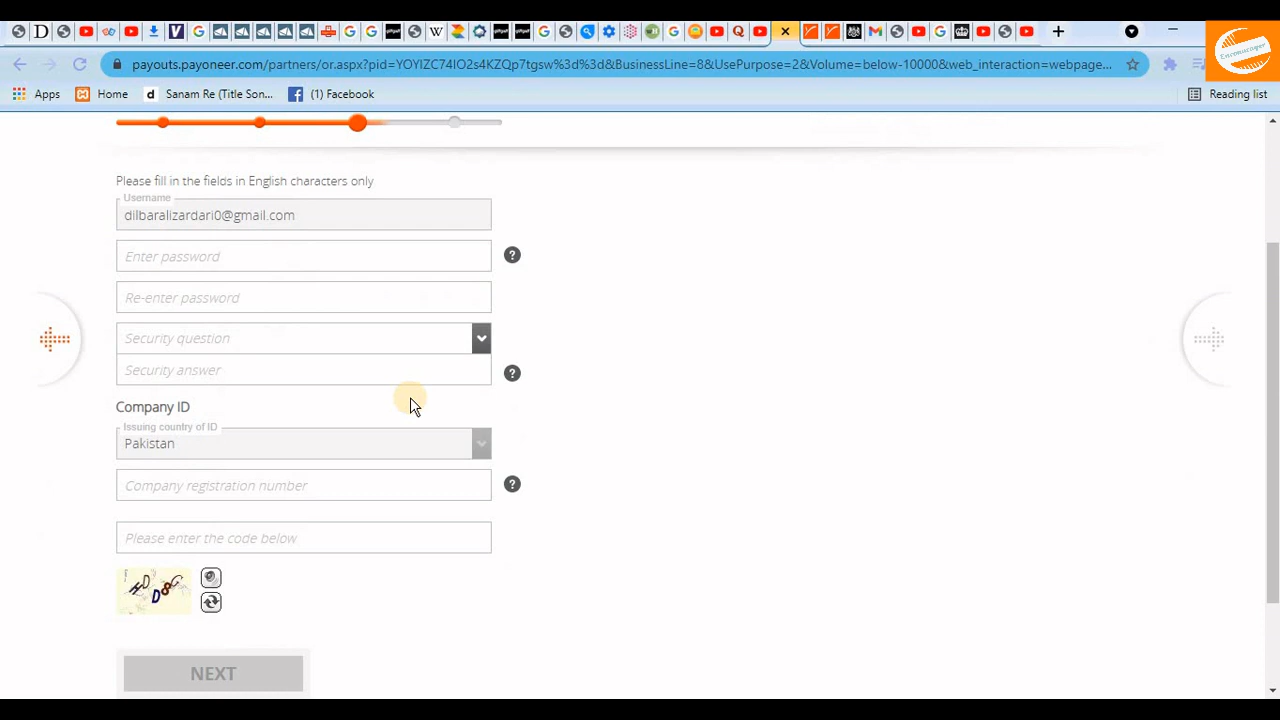 payouts.payoneer.com/partners/or.aspx?pid=YOYIZC74IO2s4KZQp7tqsw%3d%3d&BusinessLine=8&UsePurpose=2&Volume=below-10000&web_interaction=webpage...
Apps Home Sanam Re (Title Son... (1) Facebook Reading list
Please fill in the fields in English characters only
Username
dilbaralizardari0@gmail.com
Enter password
Re-enter password
Security question
Security answer
Company ID
Issuing country of ID
Pakistan
Company registration number
Please enter the code below
NEXT